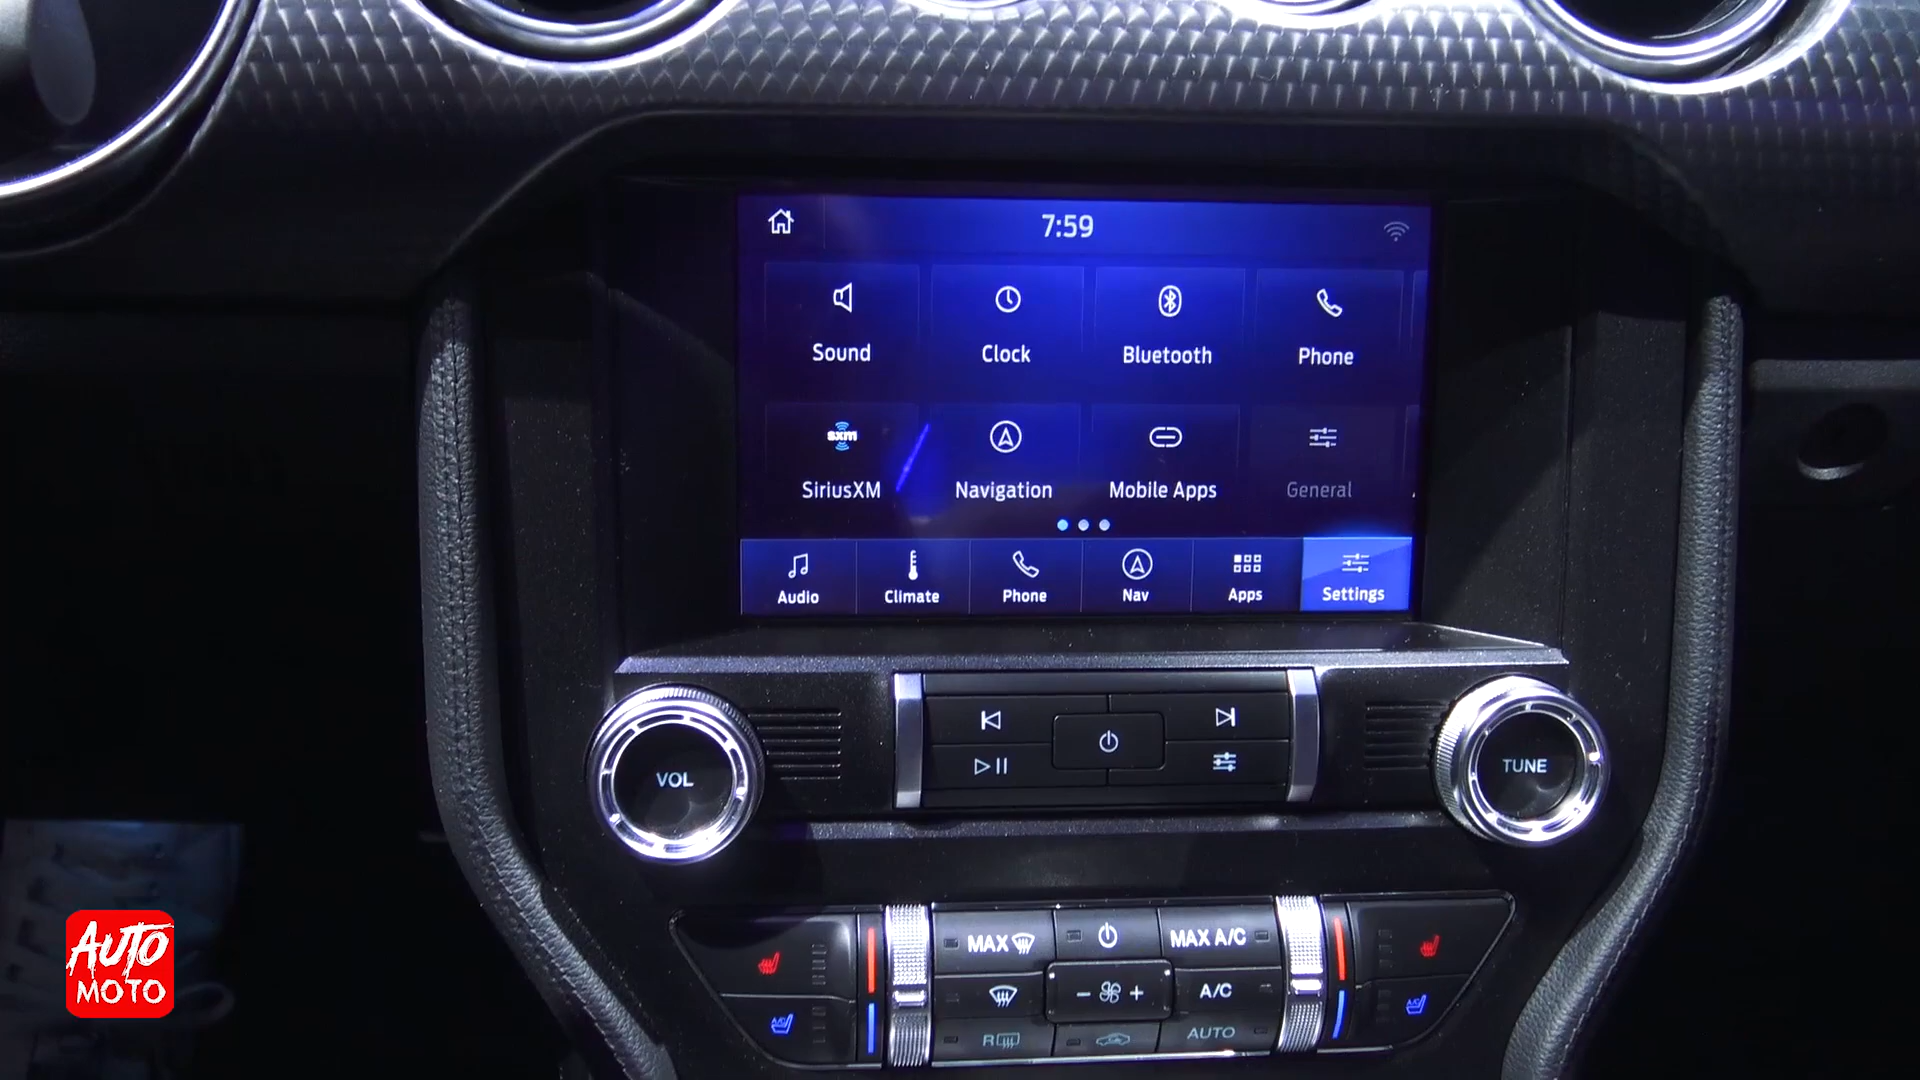 7:59
Sound
Clock
Bluetooth
Phone
sxm
SiriusXM
Navigation
Mobile Apps
General
Audio
Climate
Phone
Nav
Apps
Settings
VOL
TUNE
MAX
MAX A/C
A/C
A/C
A/C
R
AUTO
AUTO
MOTO